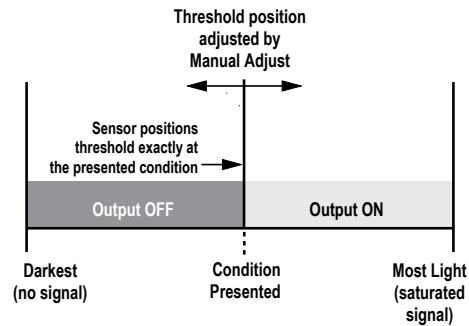 Threshold position
adjusted by
Manual Adjust
Sensor positions
threshold exactly at
the presented condition
Output OFF
Output ON
Darkest
(no signal)
Condition
Presented
Most Light
(saturated
signal)